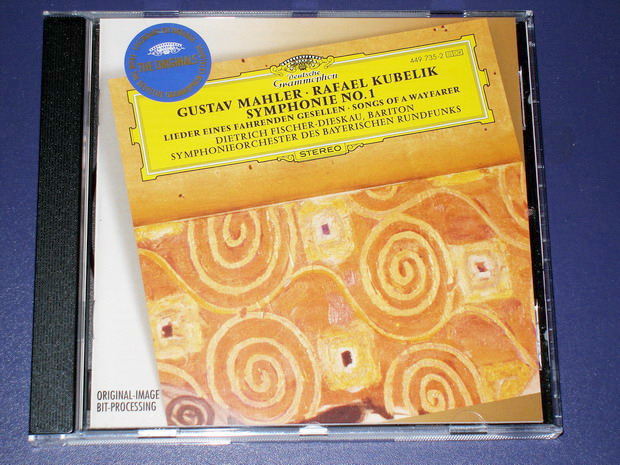 THE ORIGINALS
Deutsche
Grammophon
449 735-2
GUSTAV MAHLER · RAFAEL KUBELIK
SYMPHONIE NO. 1
LIEDER EINES FAHRENDEN GESELLEN · SONGS OF A WAYFARER
DIETRICH FISCHER-DIESKAU, BARITON
SYMPHONIEORCHESTER DES BAYERISCHEN RUNDFUNKS
STEREO
ORIGINAL-IMAGE
BIT-PROCESSING